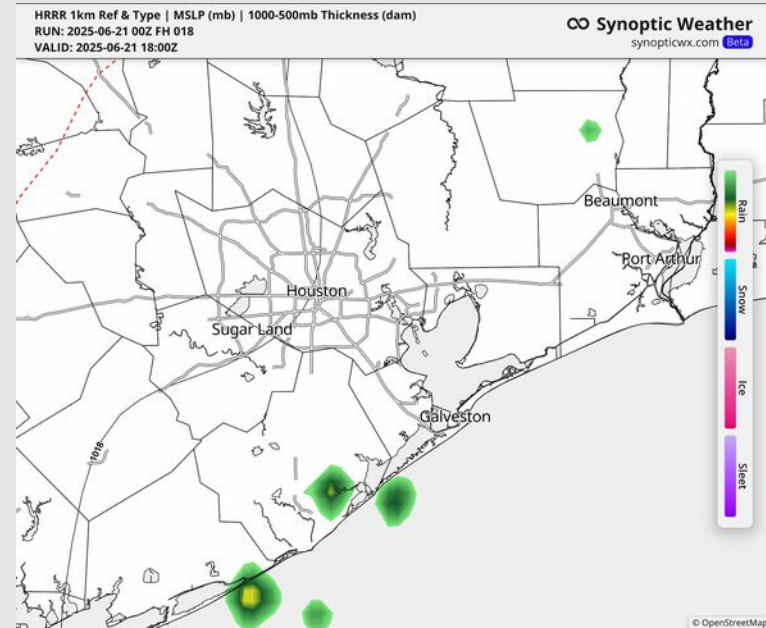 HRRR 1km Ref & Type | MSLP (mb) | 1000-500mb Thickness (dam)
RUN: 2025-06-21 00Z FH 018
VALID: 2025-06-21 18:00Z
Synoptic Weather
synopticwx.com Beta
Beaumont
Port Arthur
Houston
Sugar Land
Galveston
1018
Rain
Snow
Ice
Sleet
© OpenStreetMap